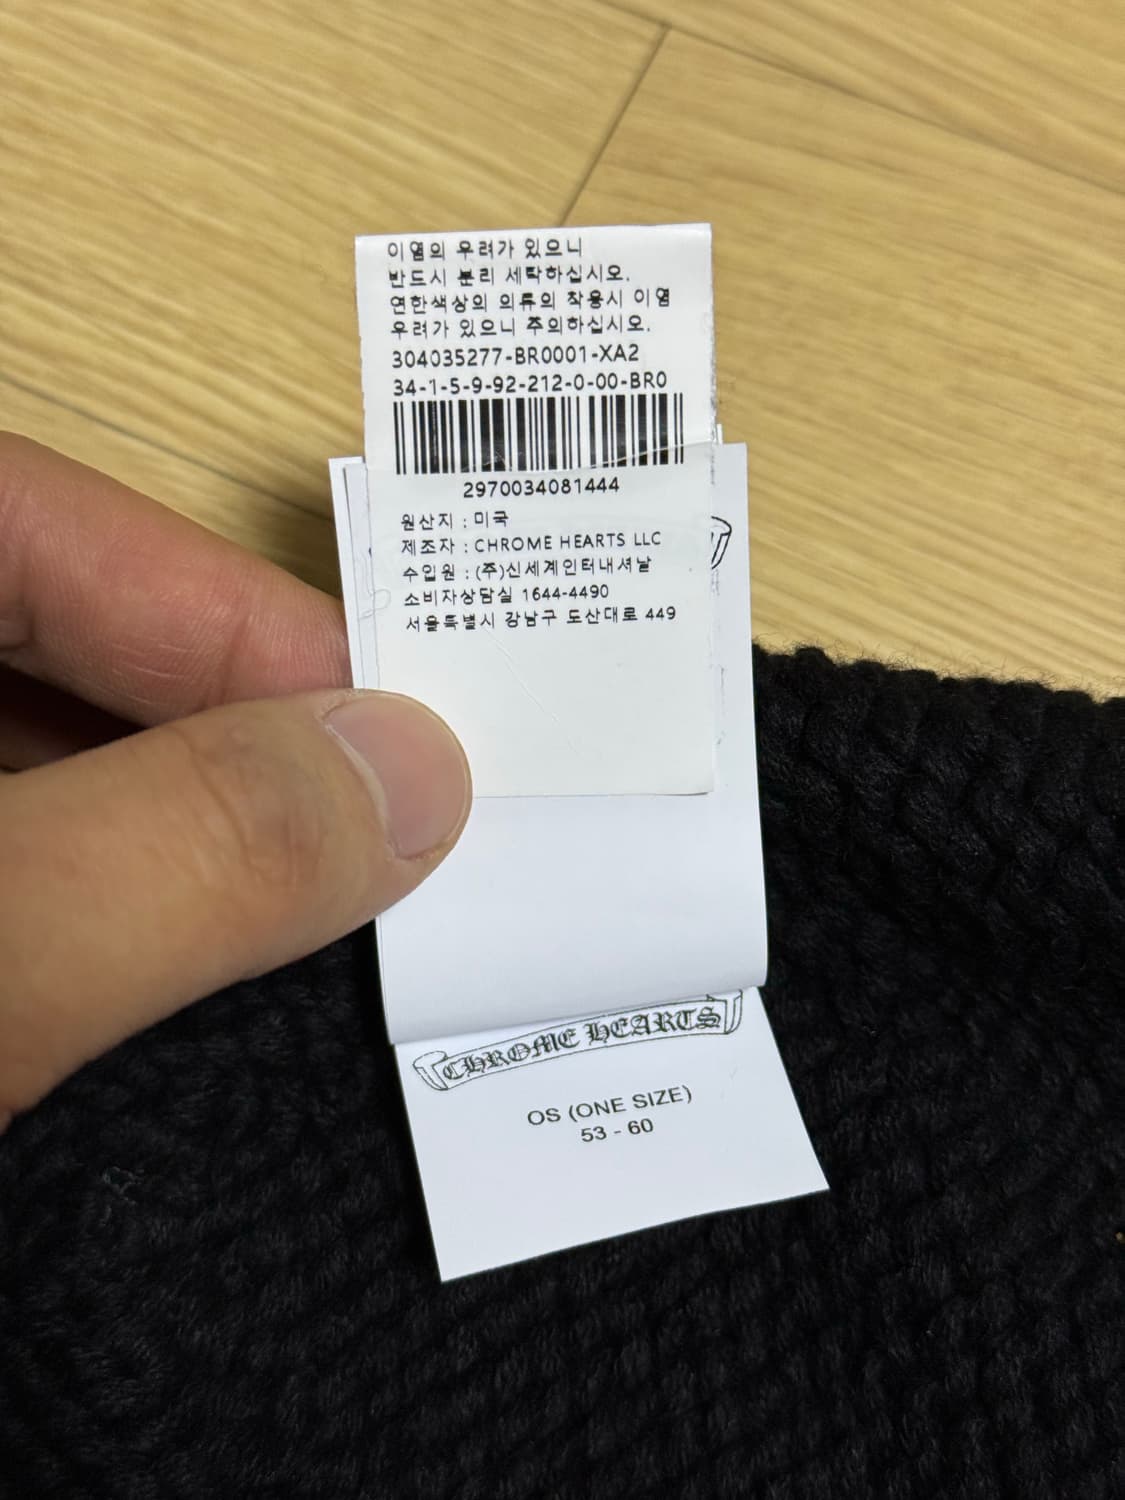 이염의 우려가 있으니
반드시 분리 세탁하십시오.
연한색상의 의류의 착용시 이염
우려가 있으니 주의하십시오.
304035277-BR0001-XA2
34-1-5-9-92-212-0-00-BR0
2970034081444
원산지 : 미국
제조자 : CHROME HEARTS LLC
수입원 : (주)신세계인터내셔날
소비자상담실 1644-4490
서울특별시 강남구 도산대로 449
CHROME HEARTS
OS (ONE SIZE)
53 - 60